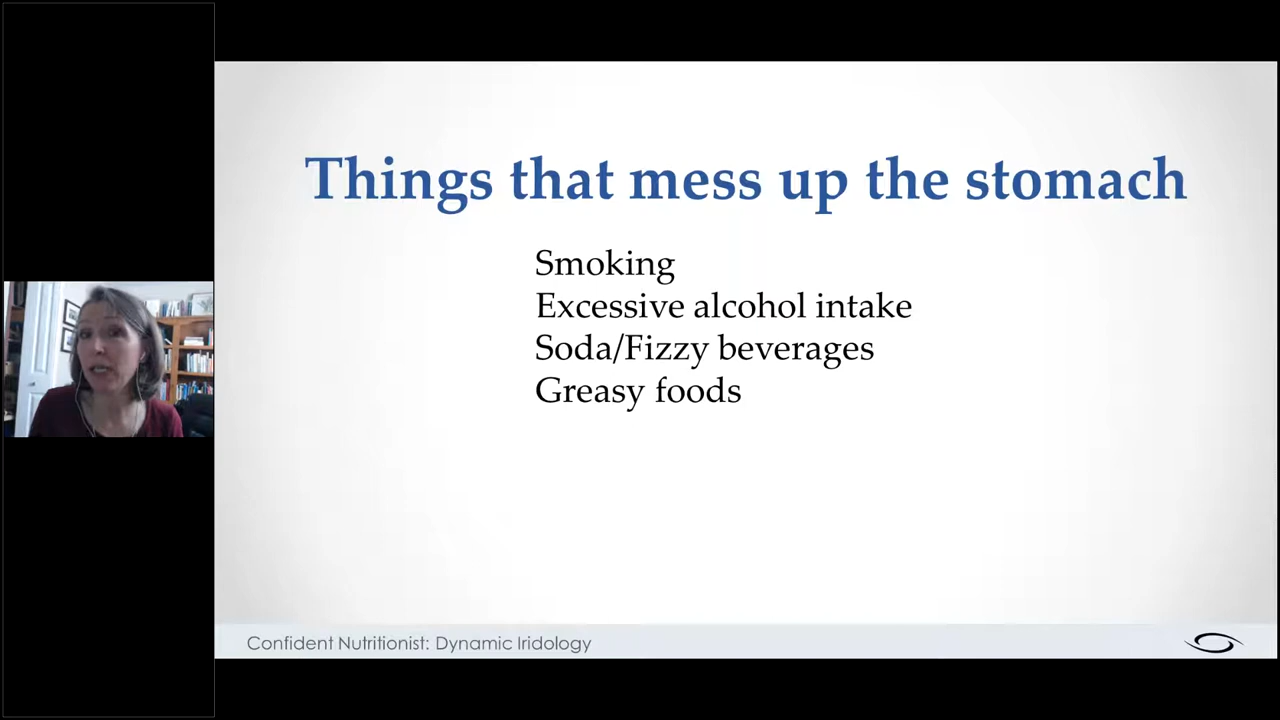 Things that mess up the stomach
Smoking
Excessive alcohol intake
Soda/Fizzy beverages
Greasy foods
Confident Nutritionist: Dynamic Iridology